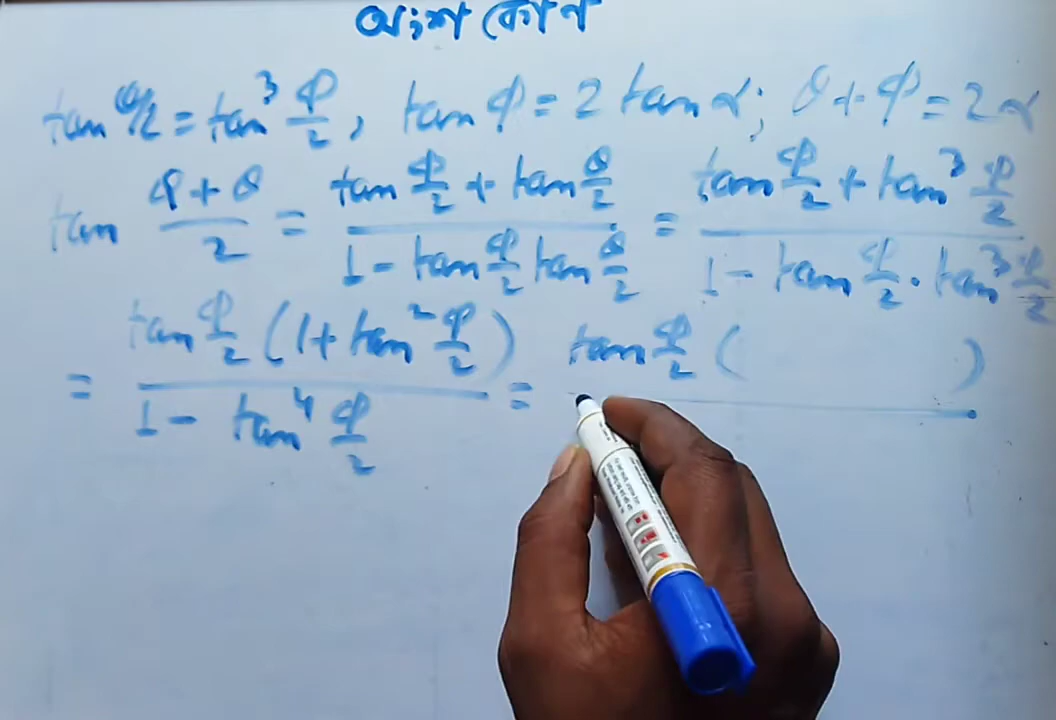 অংশ কোণ
tan θ/2 = tan³ φ/2, tan φ = 2 tan α; θ + φ = 2α
tan (φ + θ)/2 = (tan φ/2 + tan θ/2)/(1 - tan φ/2 tan θ/2) = (tan φ/2 + tan³ φ/2)/(1 - tan φ/2 · tan³ φ/2)
= (tan φ/2 (1 + tan² φ/2))/(1 - tan⁴ φ/2) = tan φ/2 ( )